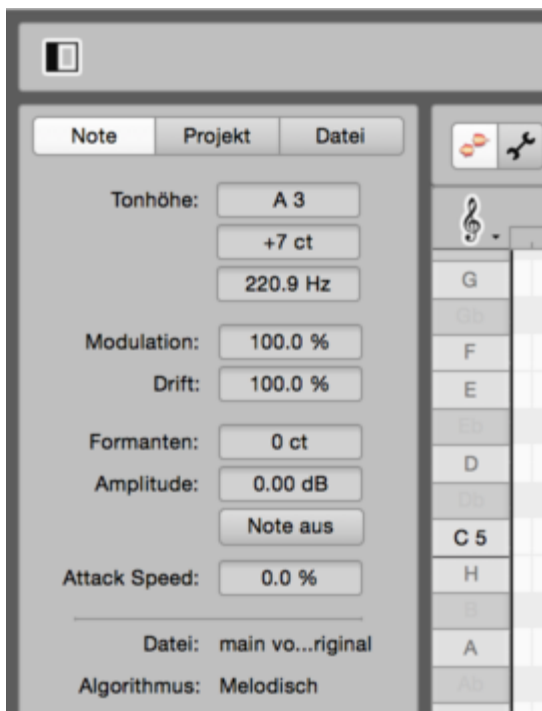 Note Projekt Datei
Tonhöhe: A 3
+7 ct
220.9 Hz
Modulation: 100.0 %
Drift: 100.0 %
Formanten: 0 ct
Amplitude: 0.00 dB
Note aus
Attack Speed: 0.0 %
Datei: main vo...riginal
Algorithmus: Melodisch
G
Gb
F
E
Eb
D
Db
C 5
H
B
A
Ab